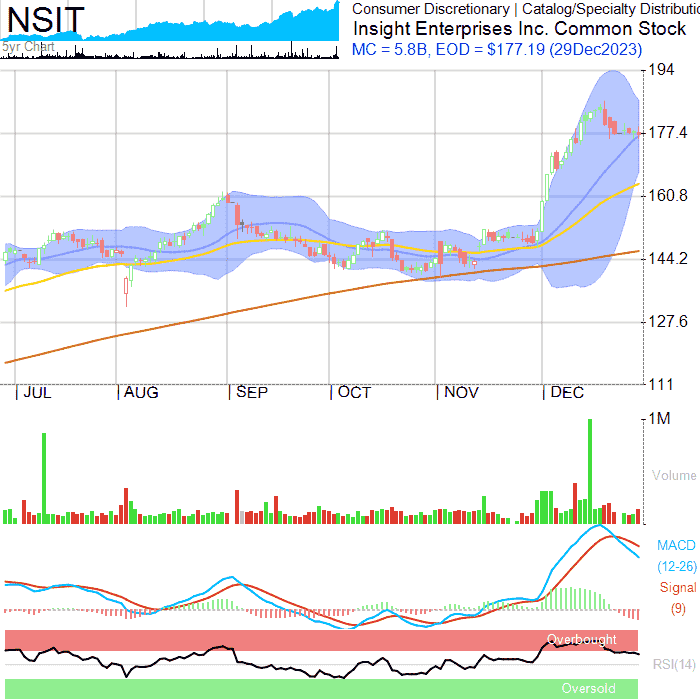 NSIT
5yr Chart
Consumer Discretionary | Catalog/Specialty Distributio
Insight Enterprises Inc. Common Stock
MC = 5.8B, EOD = $177.19 (29Dec2023)
194
177.4
160.8
144.2
127.6
111
JUL AUG SEP OCT NOV DEC
1M
Volume
MACD
(12-26)
Signal
(9)
Overbought
RSI(14)
Oversold